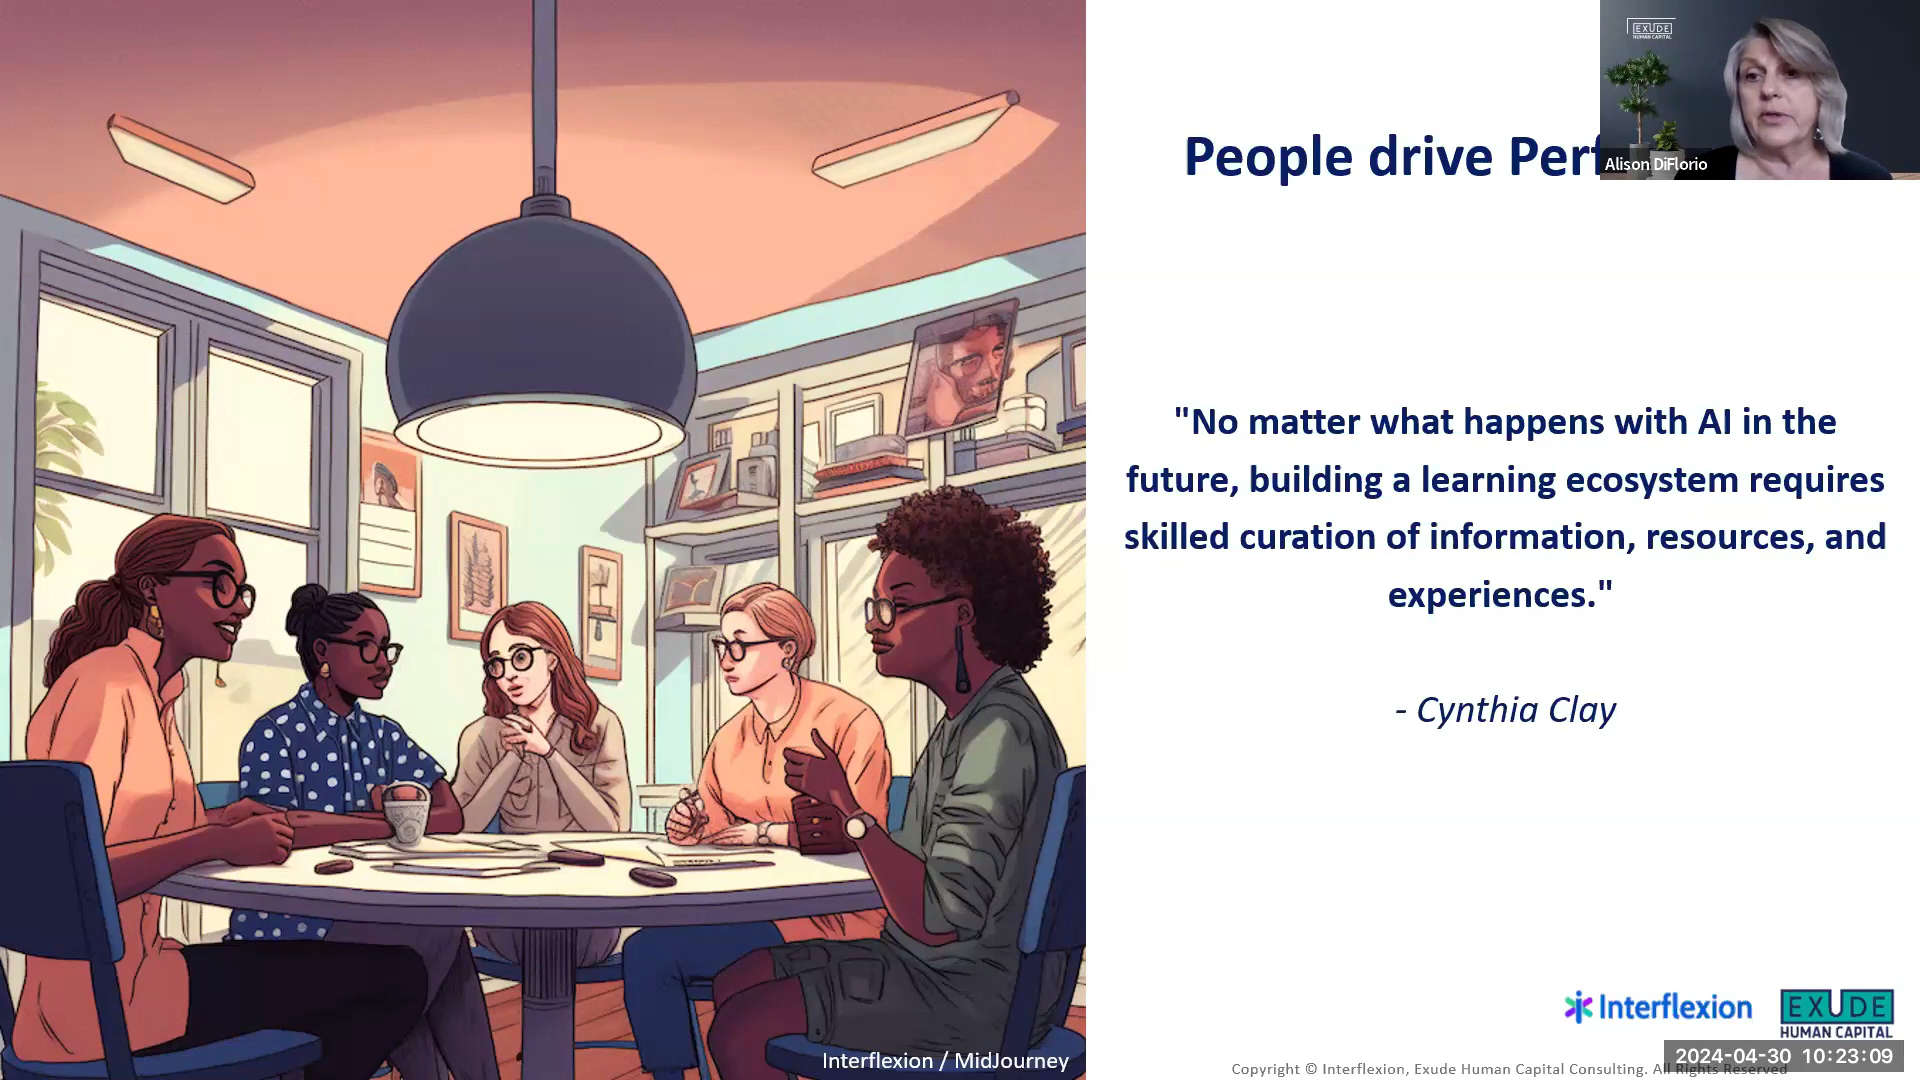 EXUDE
HUMAN CAPITAL
Alison DiFlorio
People drive Perf
"No matter what happens with AI in the
future, building a learning ecosystem requires
skilled curation of information, resources, and
experiences."
- Cynthia Clay
Interflexion
EXUDE
HUMAN CAPITAL
Interflexion / MidJourney
2024-04-30 10:23:09
Copyright © Interflexion, Exude Human Capital Consulting. All Rights Reserved